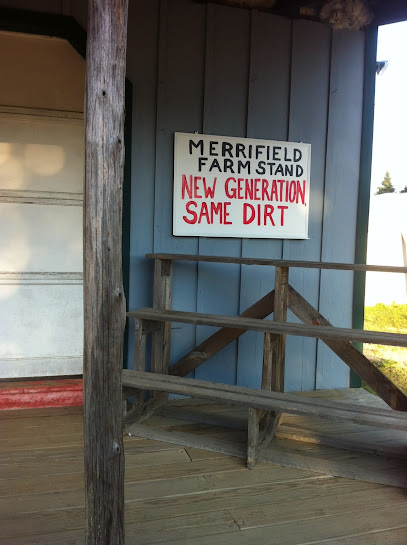 MERRIFIELD
FARM STAND
NEW GENERATION,
SAME DIRT